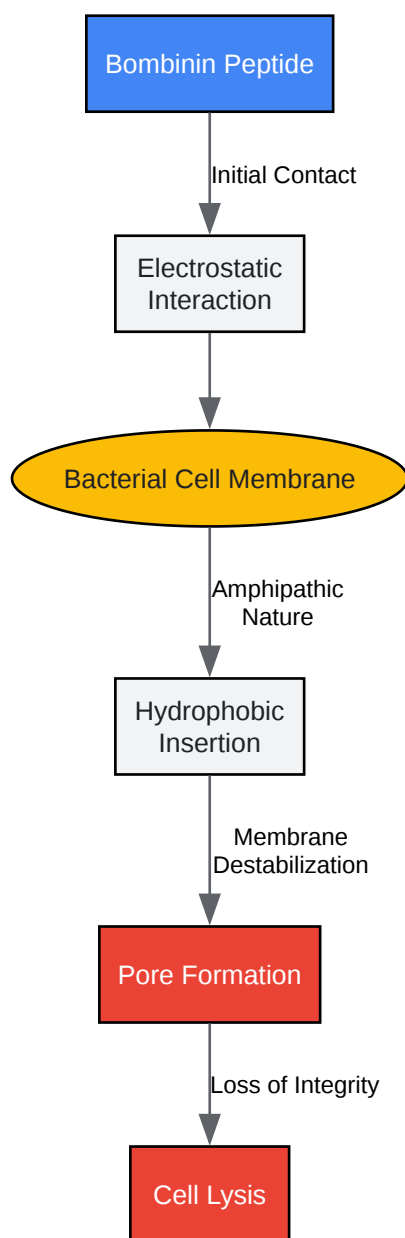 Bombinin Peptide
Initial Contact
Electrostatic
Interaction
Bacterial Cell Membrane
Amphipathic
Nature
Hydrophobic
Insertion
Membrane
Destabilization
Pore Formation
Loss of Integrity
Cell Lysis